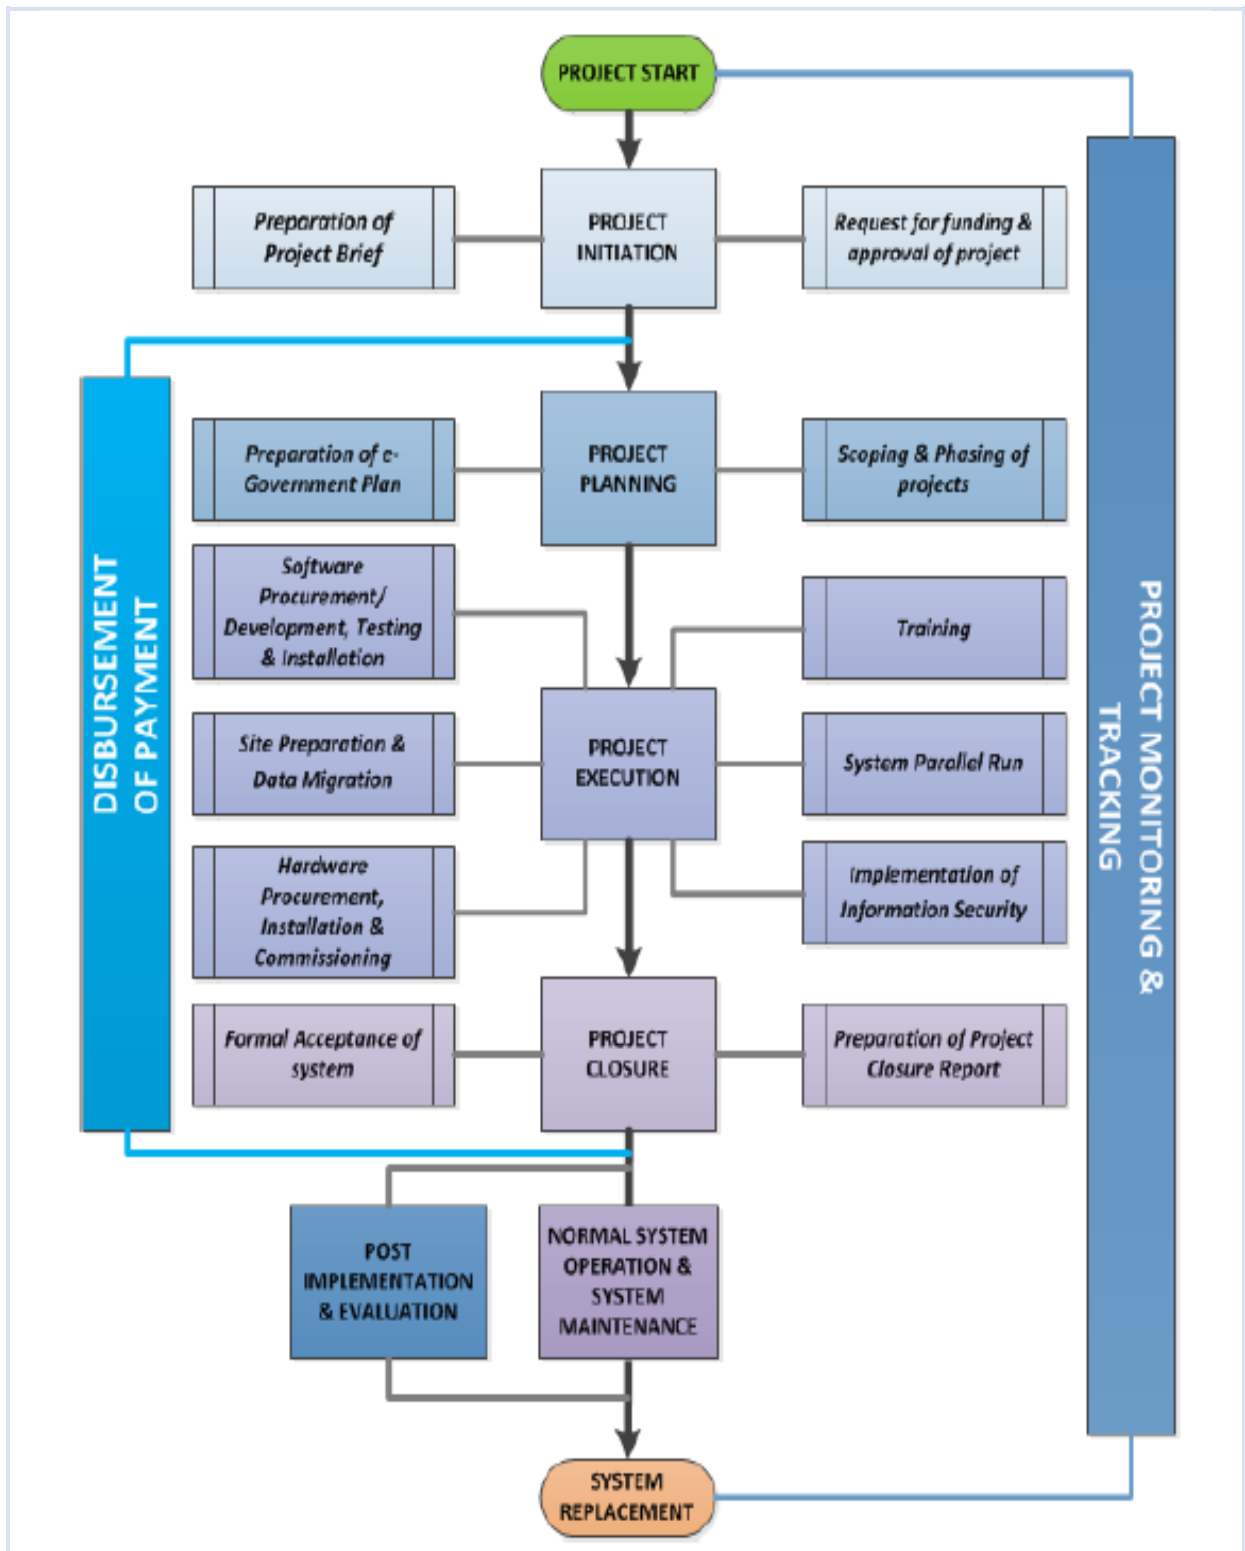 PROJECT START
Preparation of
Project Brief
PROJECT
INITIATION
Request for funding &
approval of project
DISBURSEMENT
OF PAYMENT
Preparation of e-
Government Plan
PROJECT
PLANNING
Scoping & Phasing of
projects
Software
Procurement/
Development, Testing
& Installation
Training
Site Preparation &
Data Migration
PROJECT
EXECUTION
System Parallel Run
Hardware
Procurement,
Installation &
Commissioning
Implementation of
Information Security
Formal Acceptance of
system
PROJECT
CLOSURE
Preparation of Project
Closure Report
PROJECT MONITORING &
TRACKING
POST
IMPLEMENTATION
& EVALUATION
NORMAL SYSTEM
OPERATION &
SYSTEM
MAINTENANCE
SYSTEM
REPLACEMENT